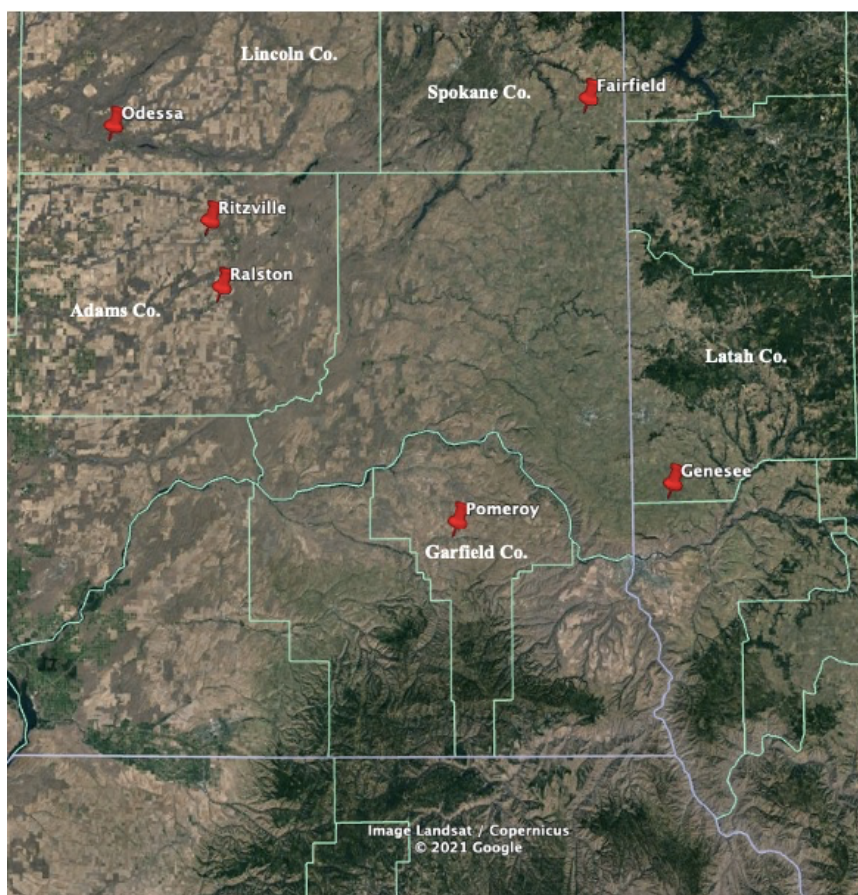 Lincoln Co.
Spokane Co.
Fairfield
Odessa
Ritzville
Ralston
Adams Co.
Latah Co.
Genesee
Pomeroy
Garfield Co.
Image Landsat / Copernicus
© 2021 Google